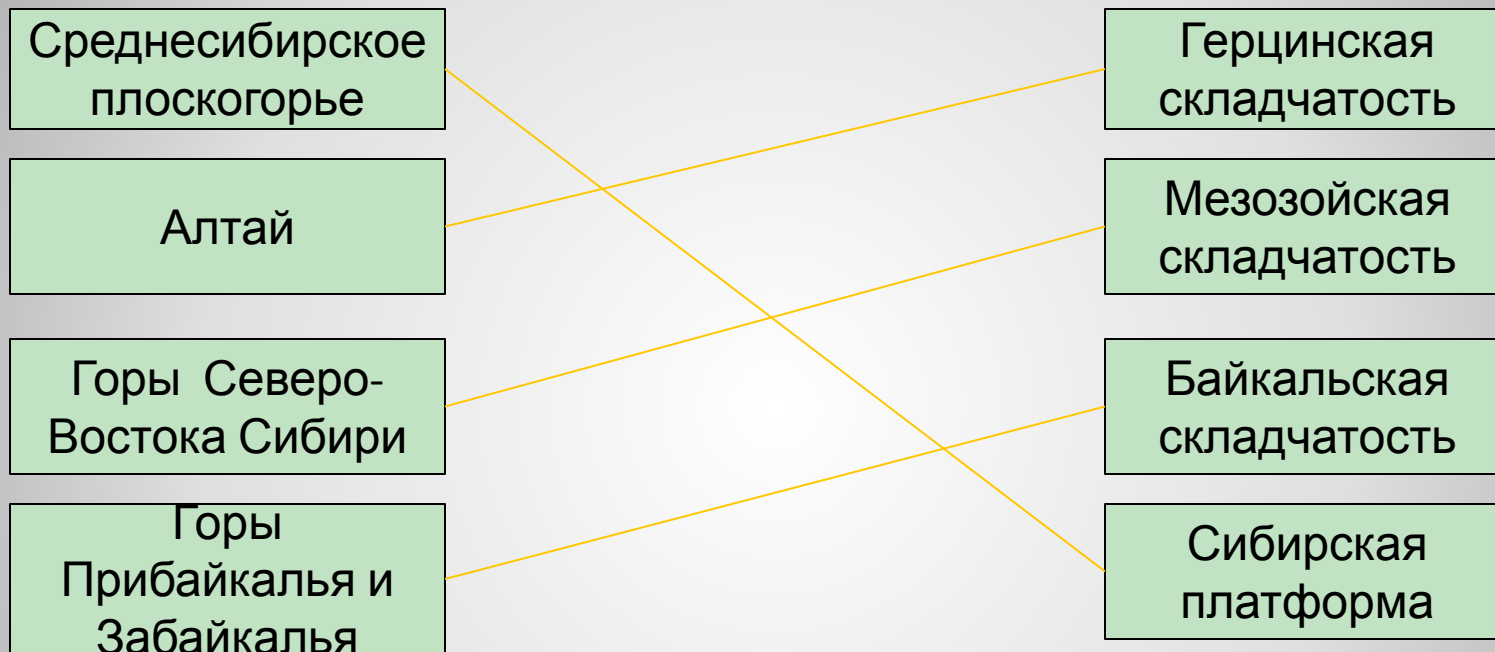 Среднесибирское
плоскогорье
Алтай
Горы Северо-
Востока Сибири
Горы
Прибайкалья и
Забайкалья
Герцинская
складчатость
Мезозойская
складчатость
Байкальская
складчатость
Сибирская
платформа